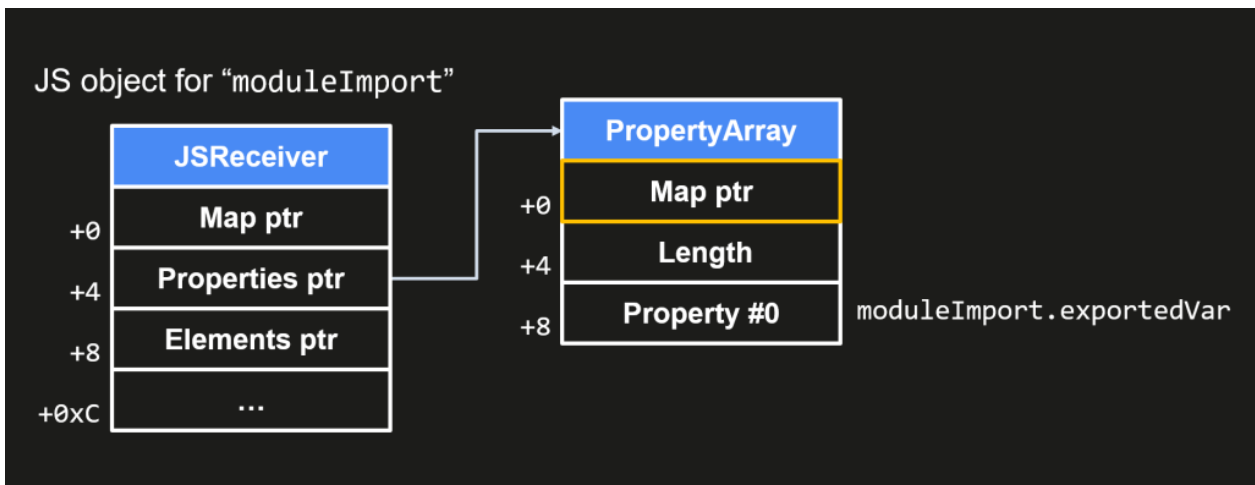 JS object for “moduleImport”
JSReceiver
+0 Map ptr
+4 Properties ptr
+8 Elements ptr
+0xC ...
PropertyArray
+0 Map ptr
+4 Length
+8 Property #0 moduleImport.exportedVar